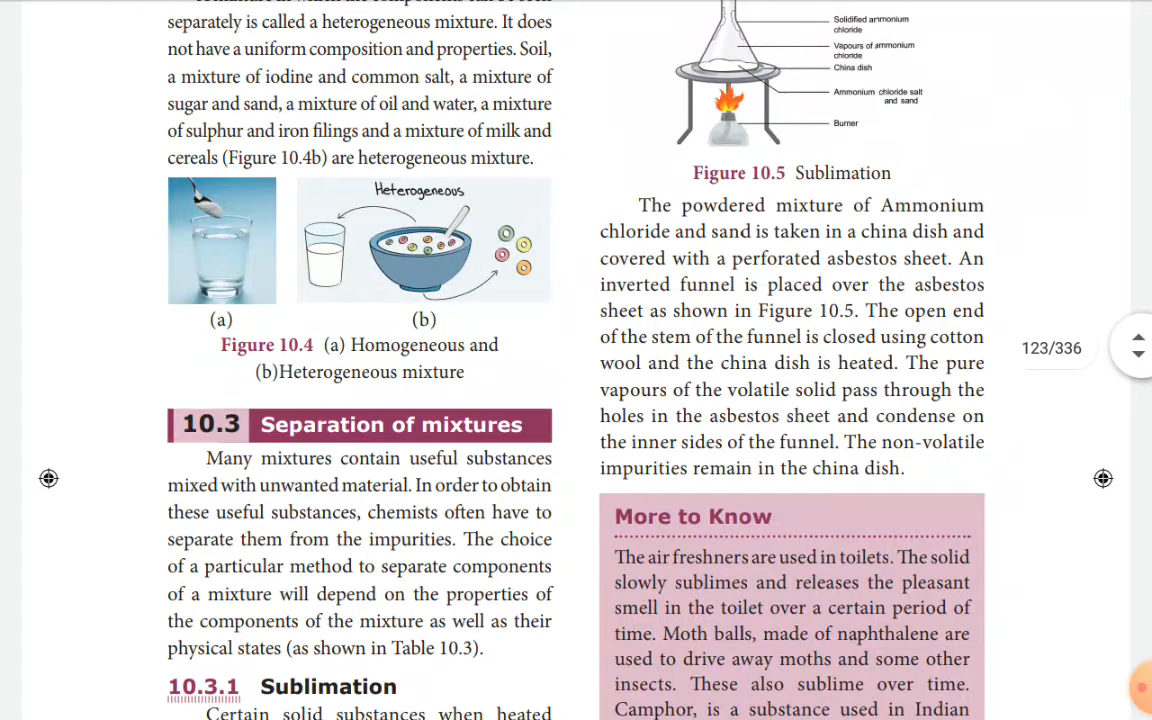 separately is called a heterogeneous mixture. It does
not have a uniform composition and properties. Soil,
a mixture of iodine and common salt, a mixture of
sugar and sand, a mixture of oil and water, a mixture
of sulphur and iron filings and a mixture of milk and
cereals (Figure 10.4b) are heterogeneous mixture.
Heterogeneous
(a)
(b)
Figure 10.4 (a) Homogeneous and
(b)Heterogeneous mixture
10.3 Separation of mixtures
Many mixtures contain useful substances
mixed with unwanted material. In order to obtain
these useful substances, chemists often have to
separate them from the impurities. The choice
of a particular method to separate components
of a mixture will depend on the properties of
the components of the mixture as well as their
physical states (as shown in Table 10.3).
10.3.1 Sublimation
Certain solid substances when heated
Solidified ammonium
chloride
Vapours of ammonium
chloride
China dish
Ammonium chloride salt
and sand
Burner
Figure 10.5 Sublimation
The powdered mixture of Ammonium
chloride and sand is taken in a china dish and
covered with a perforated asbestos sheet. An
inverted funnel is placed over the asbestos
sheet as shown in Figure 10.5. The open end
of the stem of the funnel is closed using cotton
wool and the china dish is heated. The pure
vapours of the volatile solid pass through the
holes in the asbestos sheet and condense on
the inner sides of the funnel. The non-volatile
impurities remain in the china dish.
More to Know
The air freshners are used in toilets. The solid
slowly sublimes and releases the pleasant
smell in the toilet over a certain period of
time. Moth balls, made of naphthalene are
used to drive away moths and some other
insects. These also sublime over time.
Camphor, is a substance used in Indian
123/336